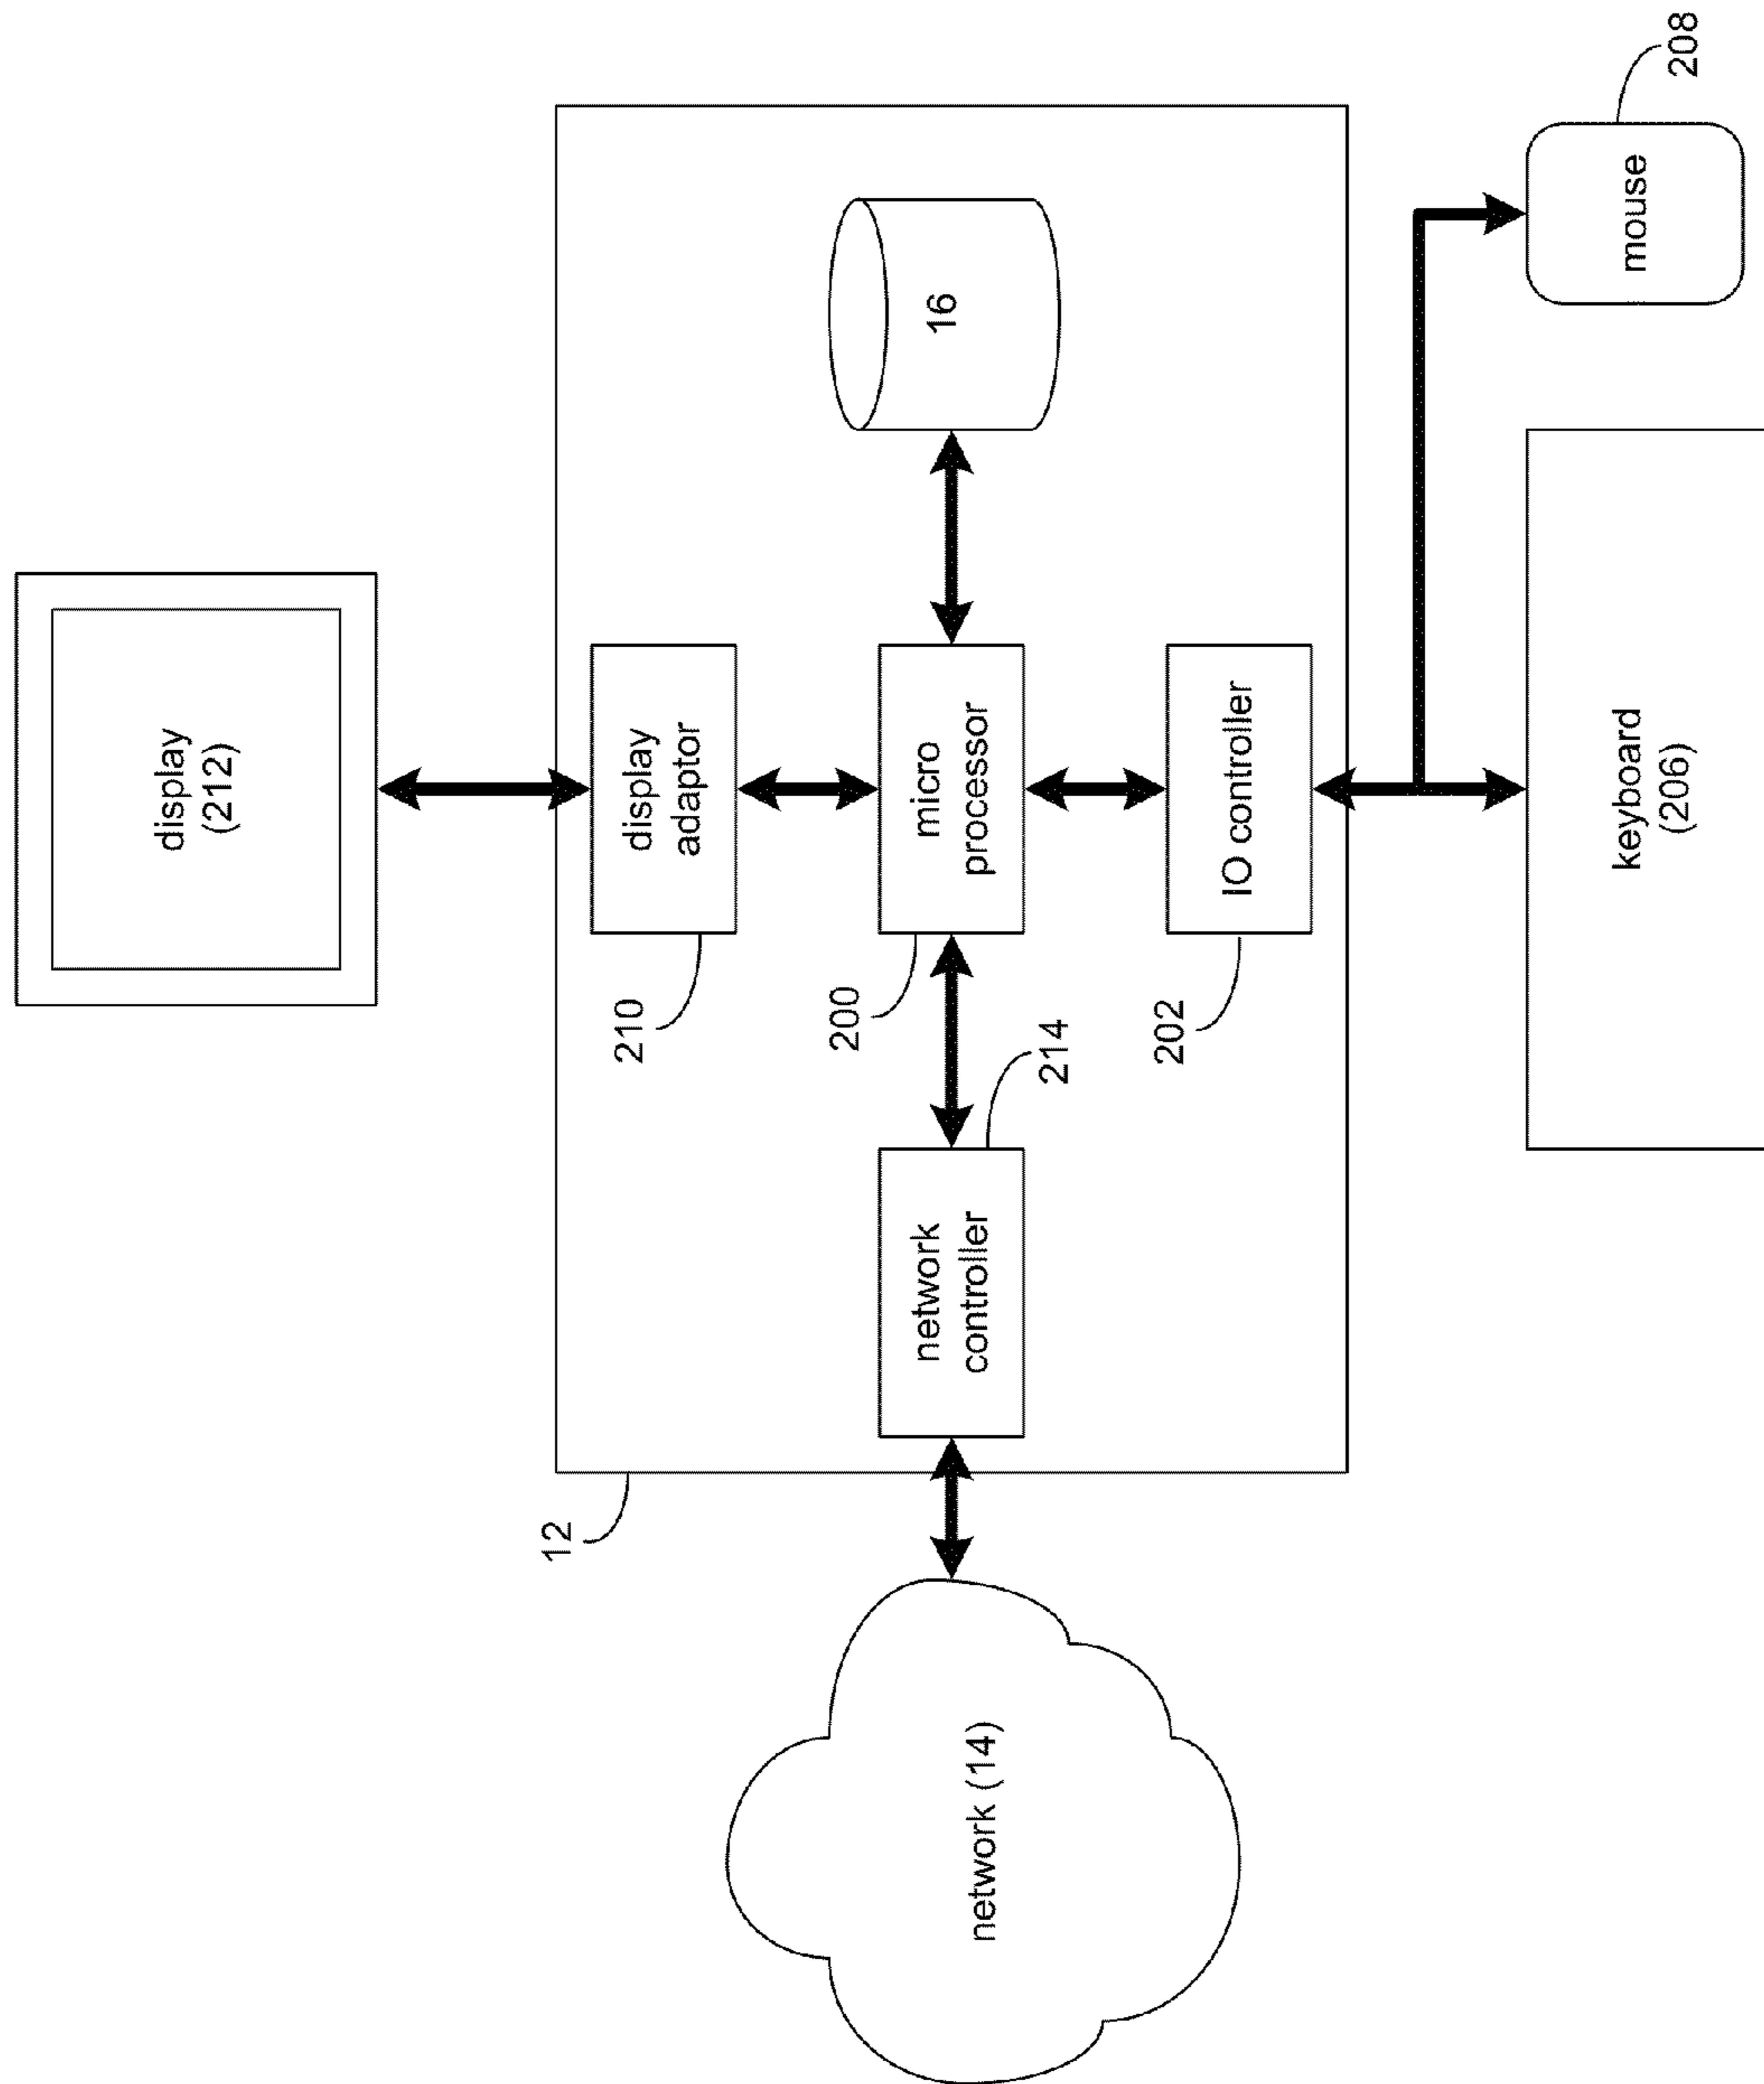 display
(212)
12
210
display
adaptor
200
micro
processor
network
controller
16
network (14)
214
202
IO controller
keyboard
(206)
mouse
208